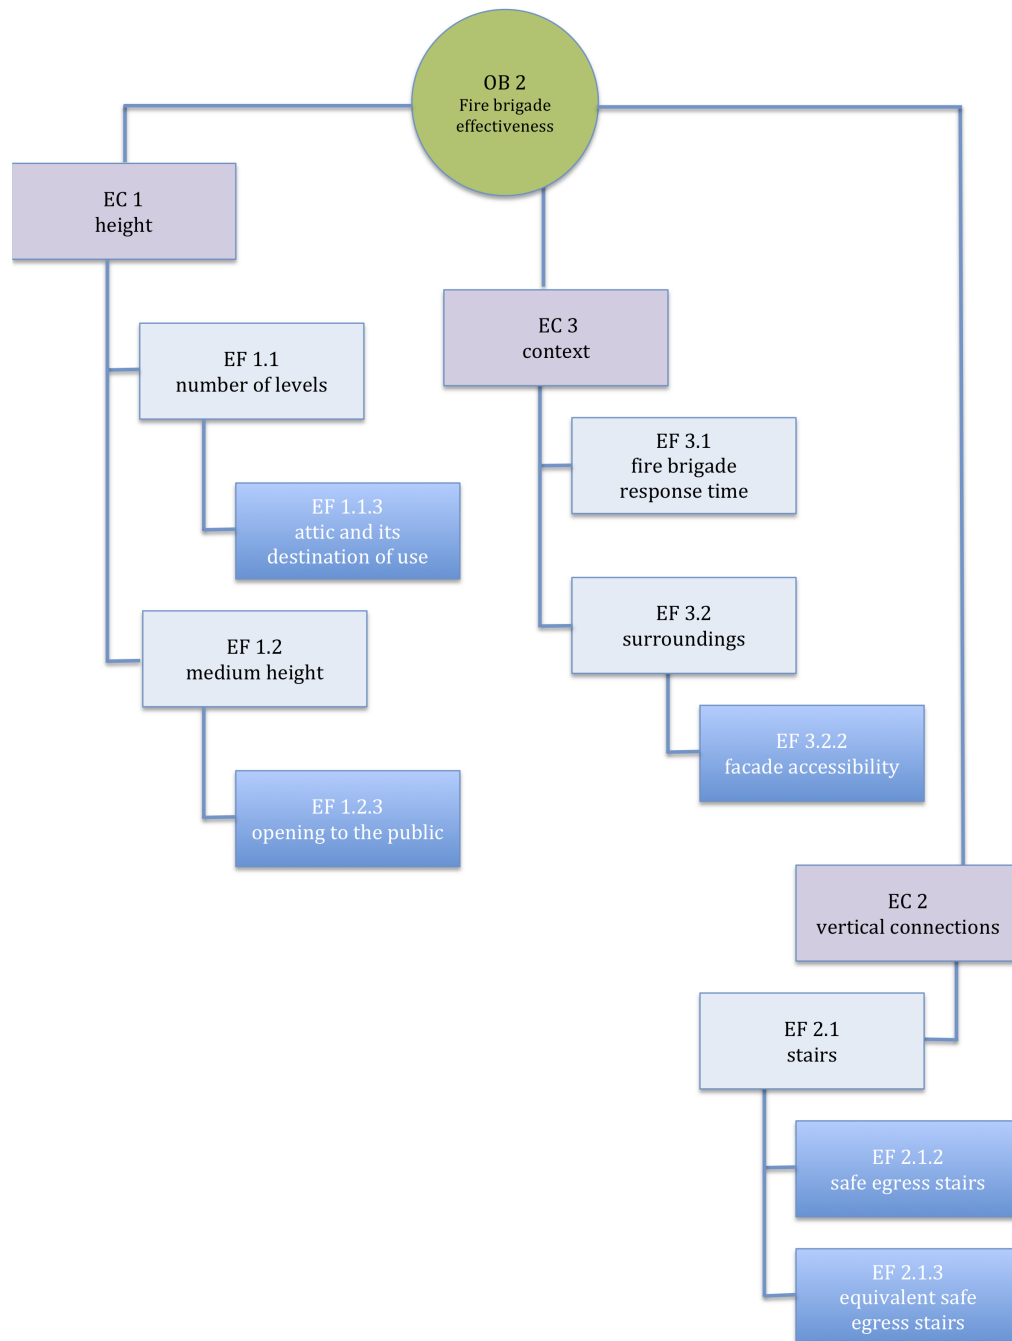 OB 2
Fire brigade
effectiveness
EC 1
height
EF 1.1
number of levels
EF 1.1.3
attic and its
destination of use
EF 1.2
medium height
EF 1.2.3
opening to the public
EC 3
context
EF 3.1
fire brigade
response time
EF 3.2
surroundings
EF 3.2.2
facade accessibility
EC 2
vertical connections
EF 2.1
stairs
EF 2.1.2
safe egress stairs
EF 2.1.3
equivalent safe
egress stairs